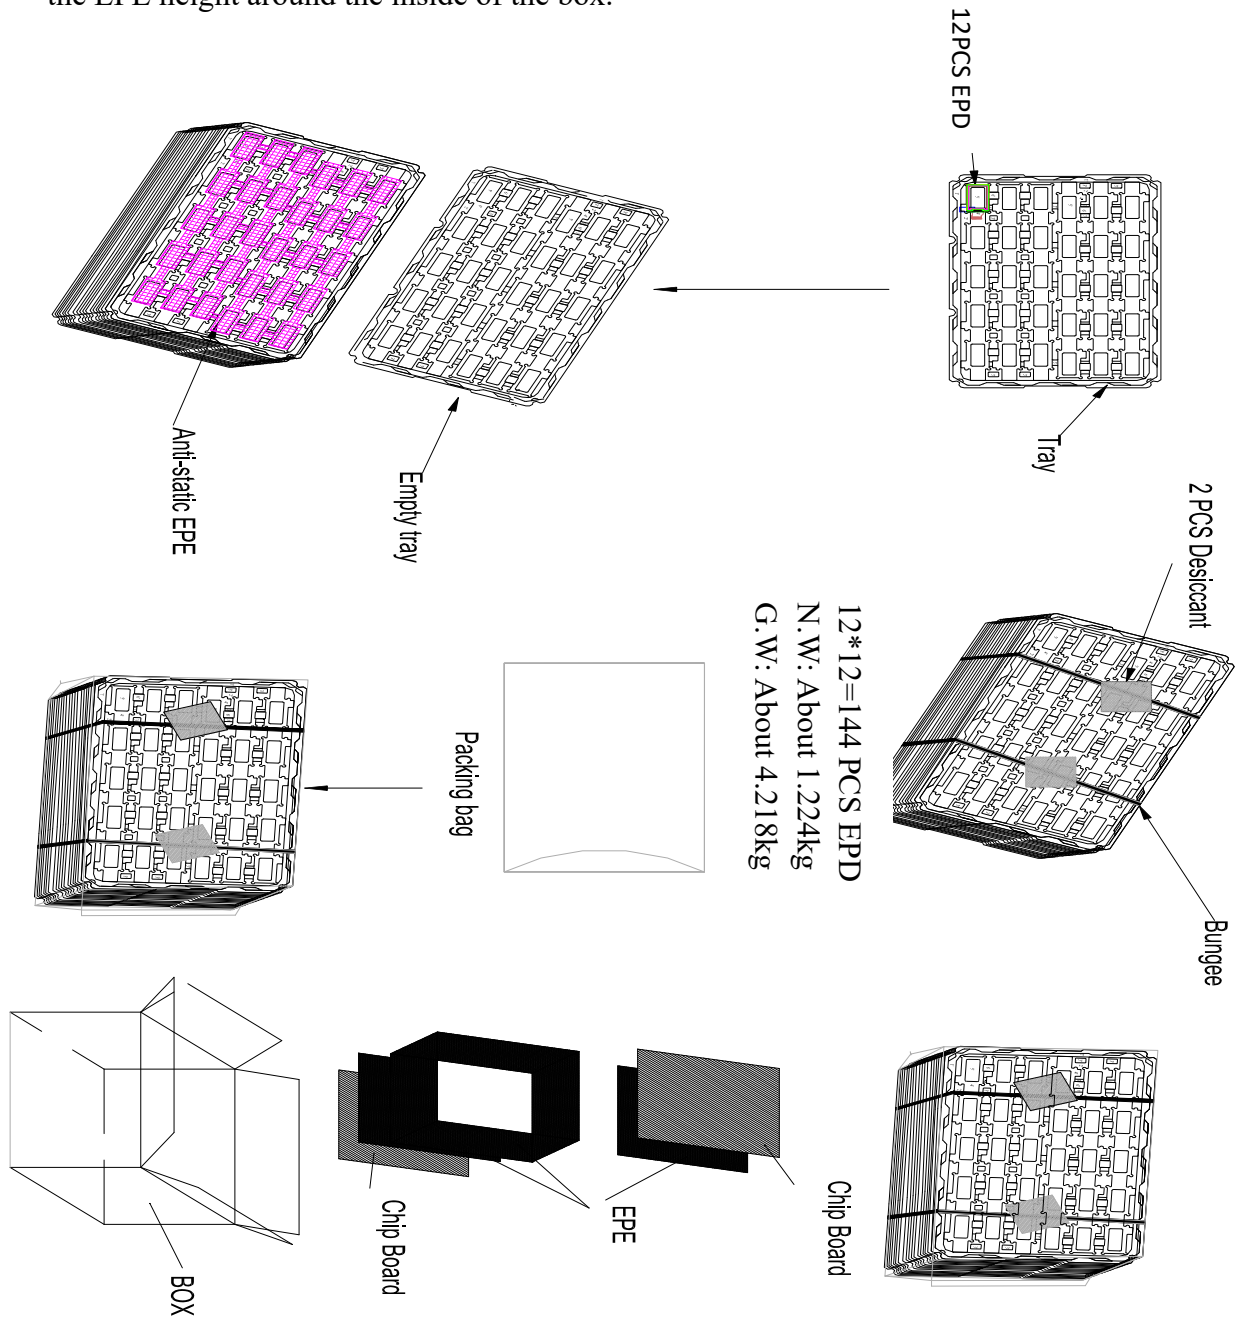 the EPE height around the inside of the box.
12PCS EPD
Tray
Empty tray
Anti-static EPE
2 PCS Desiccant
Bungee
12*12=144 PCS EPD
N.W: About 1.224kg
G.W: About 4.218kg
Packing bag
Chip Board
EPE
Chip Board
BOX